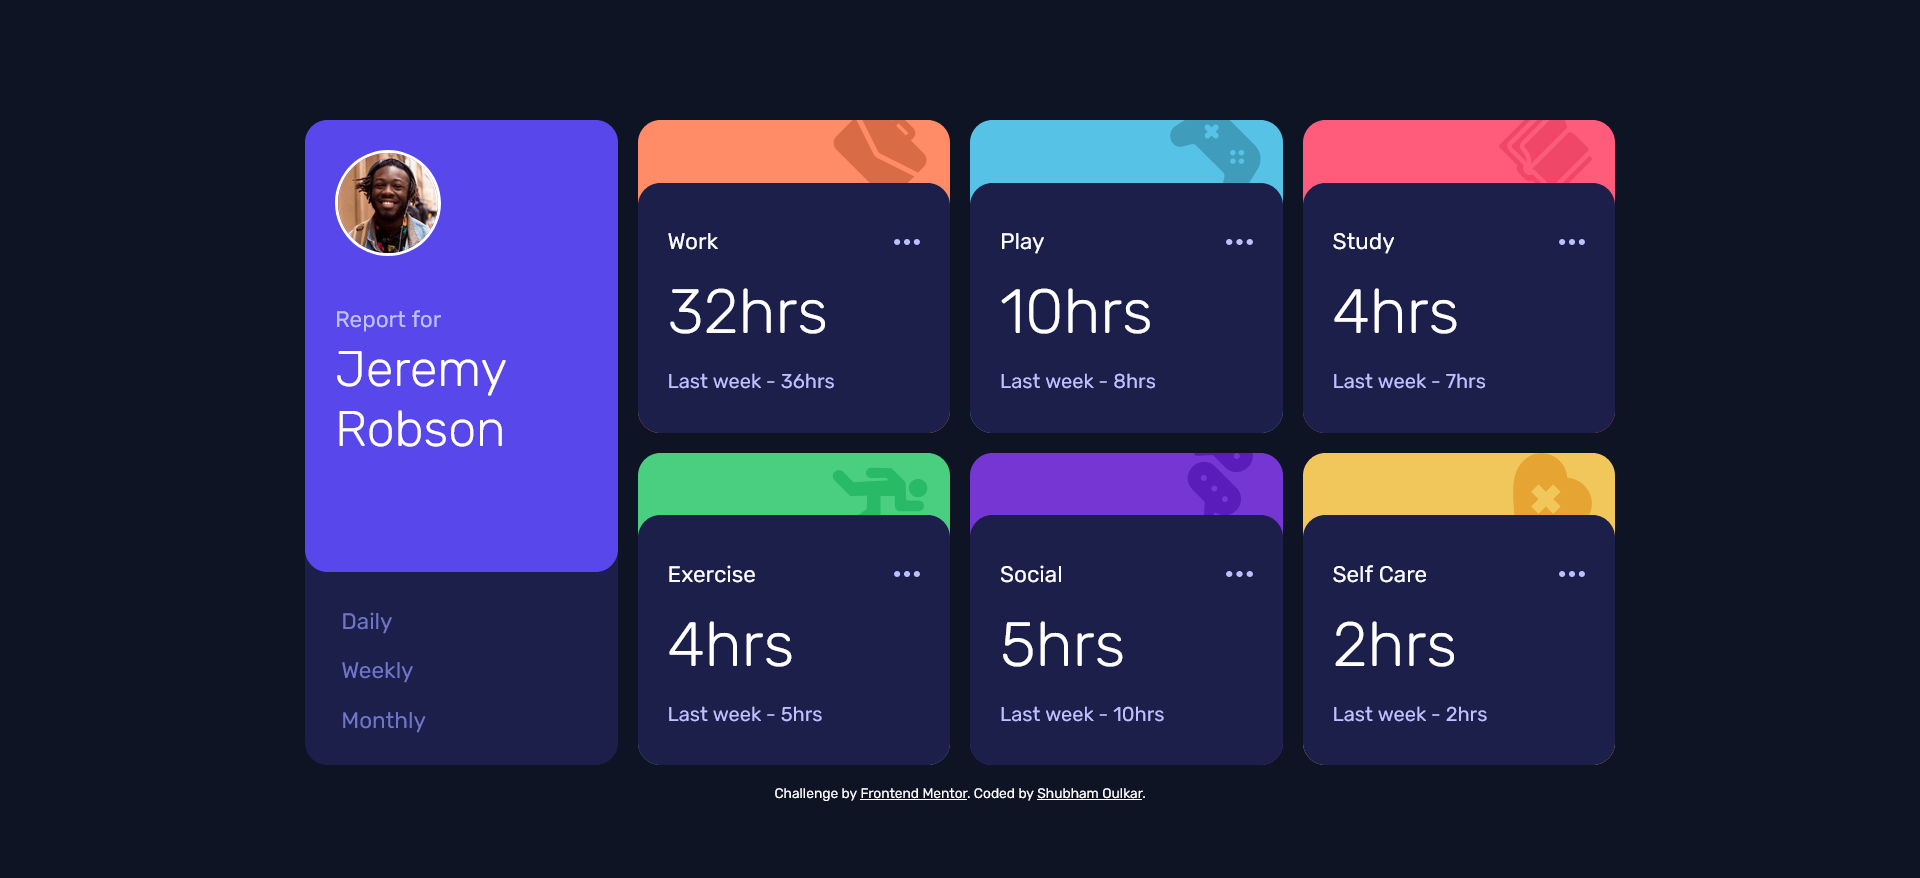 Report for
Jeremy
Robson
Daily
Weekly
Monthly
Work
32hrs
Last week - 36hrs
Play
10hrs
Last week - 8hrs
Study
4hrs
Last week - 7hrs
Exercise
4hrs
Last week - 5hrs
Social
5hrs
Last week - 10hrs
Self Care
2hrs
Last week - 2hrs
Challenge by Frontend Mentor. Coded by Shubham Oulkar.